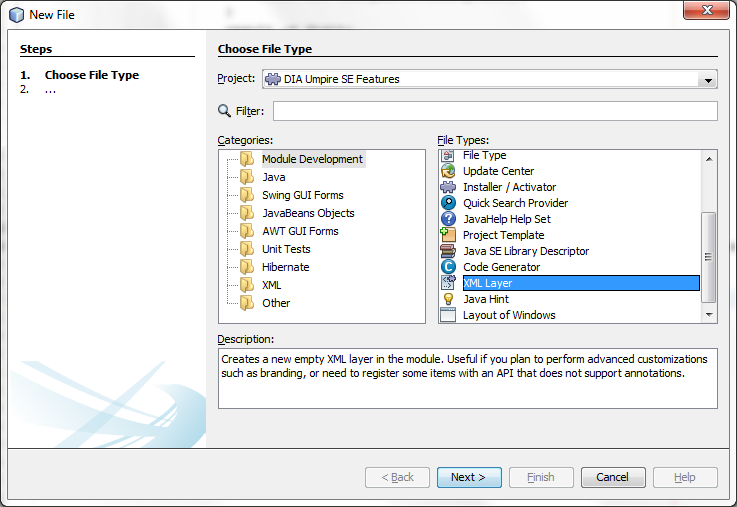 New File
Steps
1. Choose File Type
2. ...
Choose File Type
Project: DIA Umpire SE Features
Filter:
Categories:
Module Development
Java
Swing GUI Forms
JavaBeans Objects
AWT GUI Forms
Unit Tests
Hibernate
XML
Other
File Types:
File Type
Update Center
Installer / Activator
Quick Search Provider
JavaHelp Help Set
Project Template
Java SE Library Descriptor
Code Generator
XML Layer
Java Hint
Layout of Windows
Description:
Creates a new empty XML layer in the module. Useful if you plan to perform advanced customizations
such as branding, or need to register some items with an API that does not support annotations.
< Back Next > Finish Cancel Help